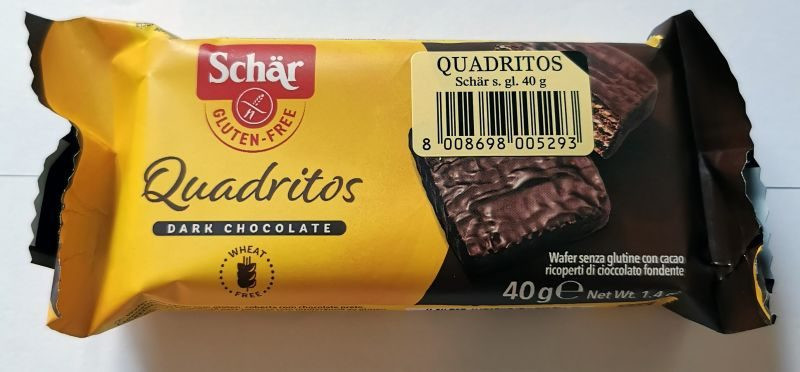 Schär
GLUTEN-FREE
Quadritos
DARK CHOCOLATE
WHEAT
FREE
QUADRITOS
Schär s. gl. 40 g
8 008698 005293
Wafer senza glutine con cacao
ricoperti di cioccolato fondente
40 g e Net Wt. 1.4